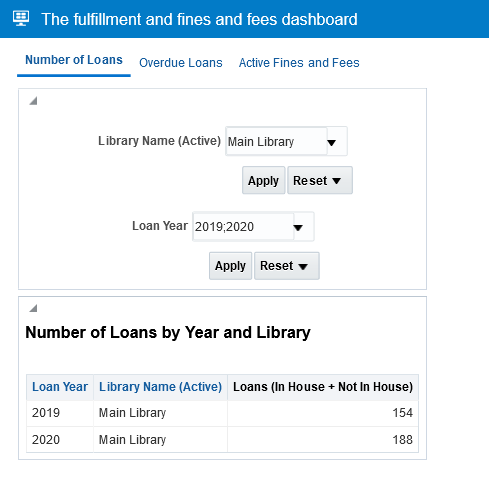 The fulfillment and fines and fees dashboard
Number of Loans Overdue Loans Active Fines and Fees
Library Name (Active) Main Library
Apply Reset
Loan Year 2019;2020
Apply Reset
Number of Loans by Year and Library
Loan Year Library Name (Active) Loans (In House + Not In House)
2019 Main Library 154
2020 Main Library 188